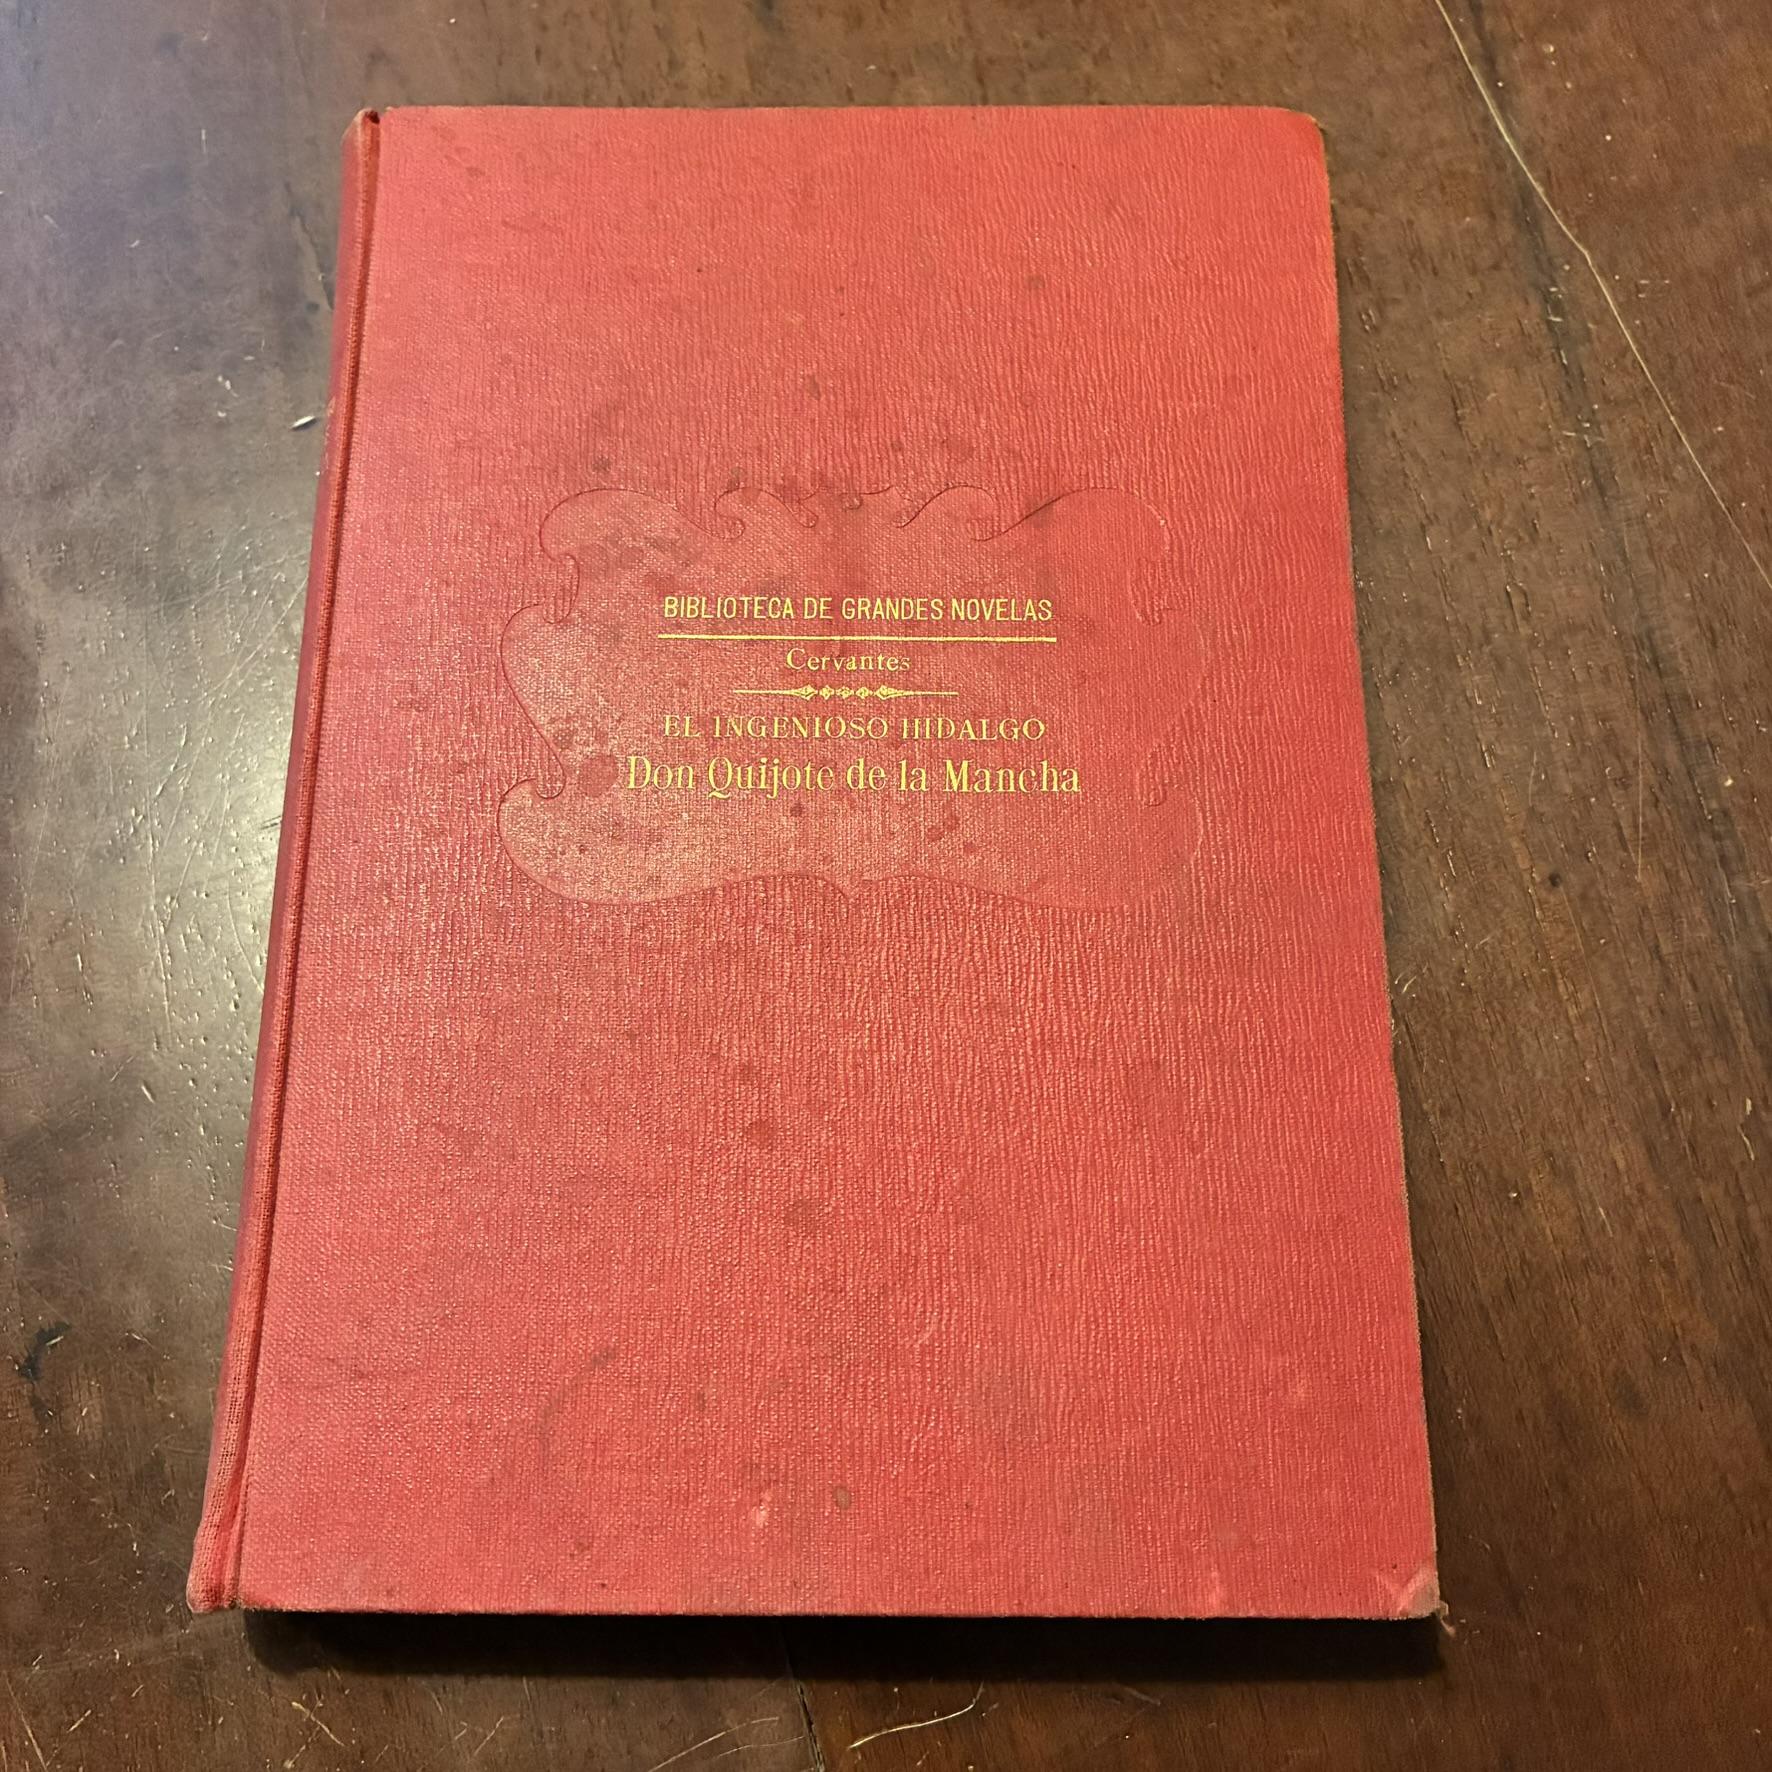 BIBLIOTECA DE GRANDES NOVELAS
Cervantes
EL INGENIOSO HIDALGO
Don Quijote de la Mancha